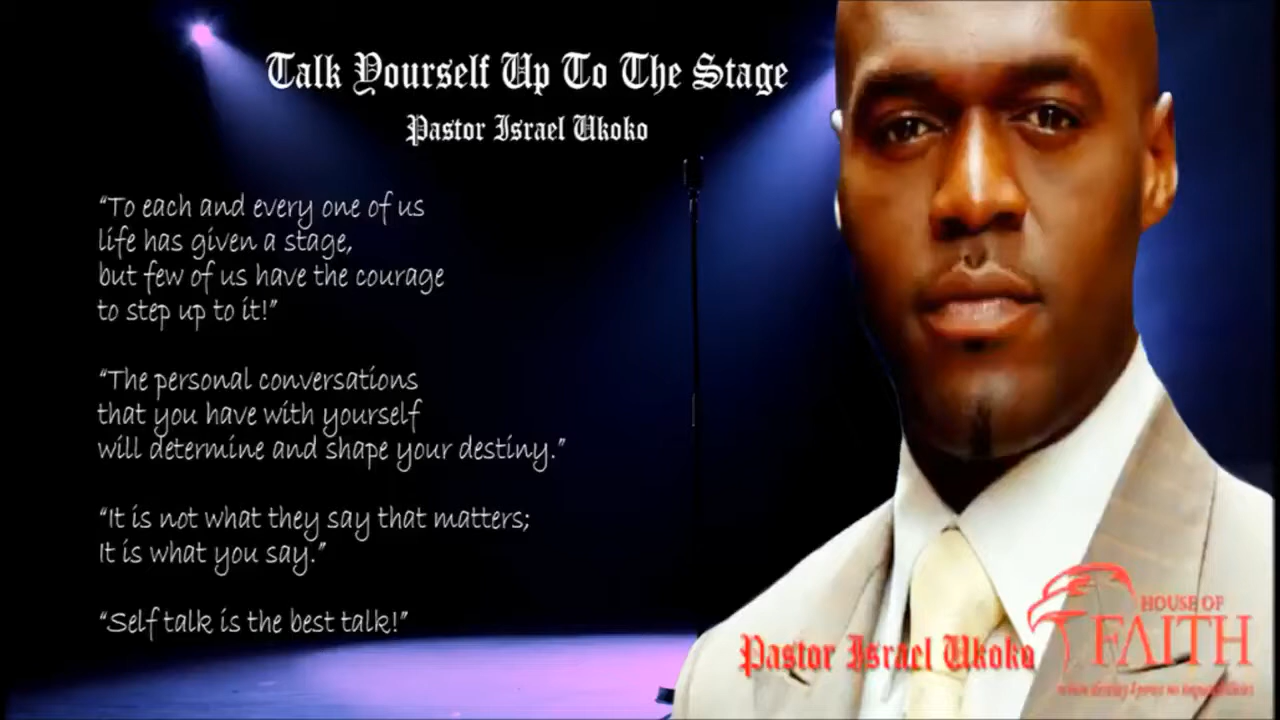 Talk Yourself Up To The Stage
Pastor Israel Ukoko
“To each and every one of us
life has given a stage,
but few of us have the courage
to step up to it!”
“The personal conversations
that you have with yourself
will determine and shape your destiny.”
“It is not what they say that matters;
It is what you say.”
“Self talk is the best talk!”
Pastor Israel Ukoko
HOUSE OF
FAITH